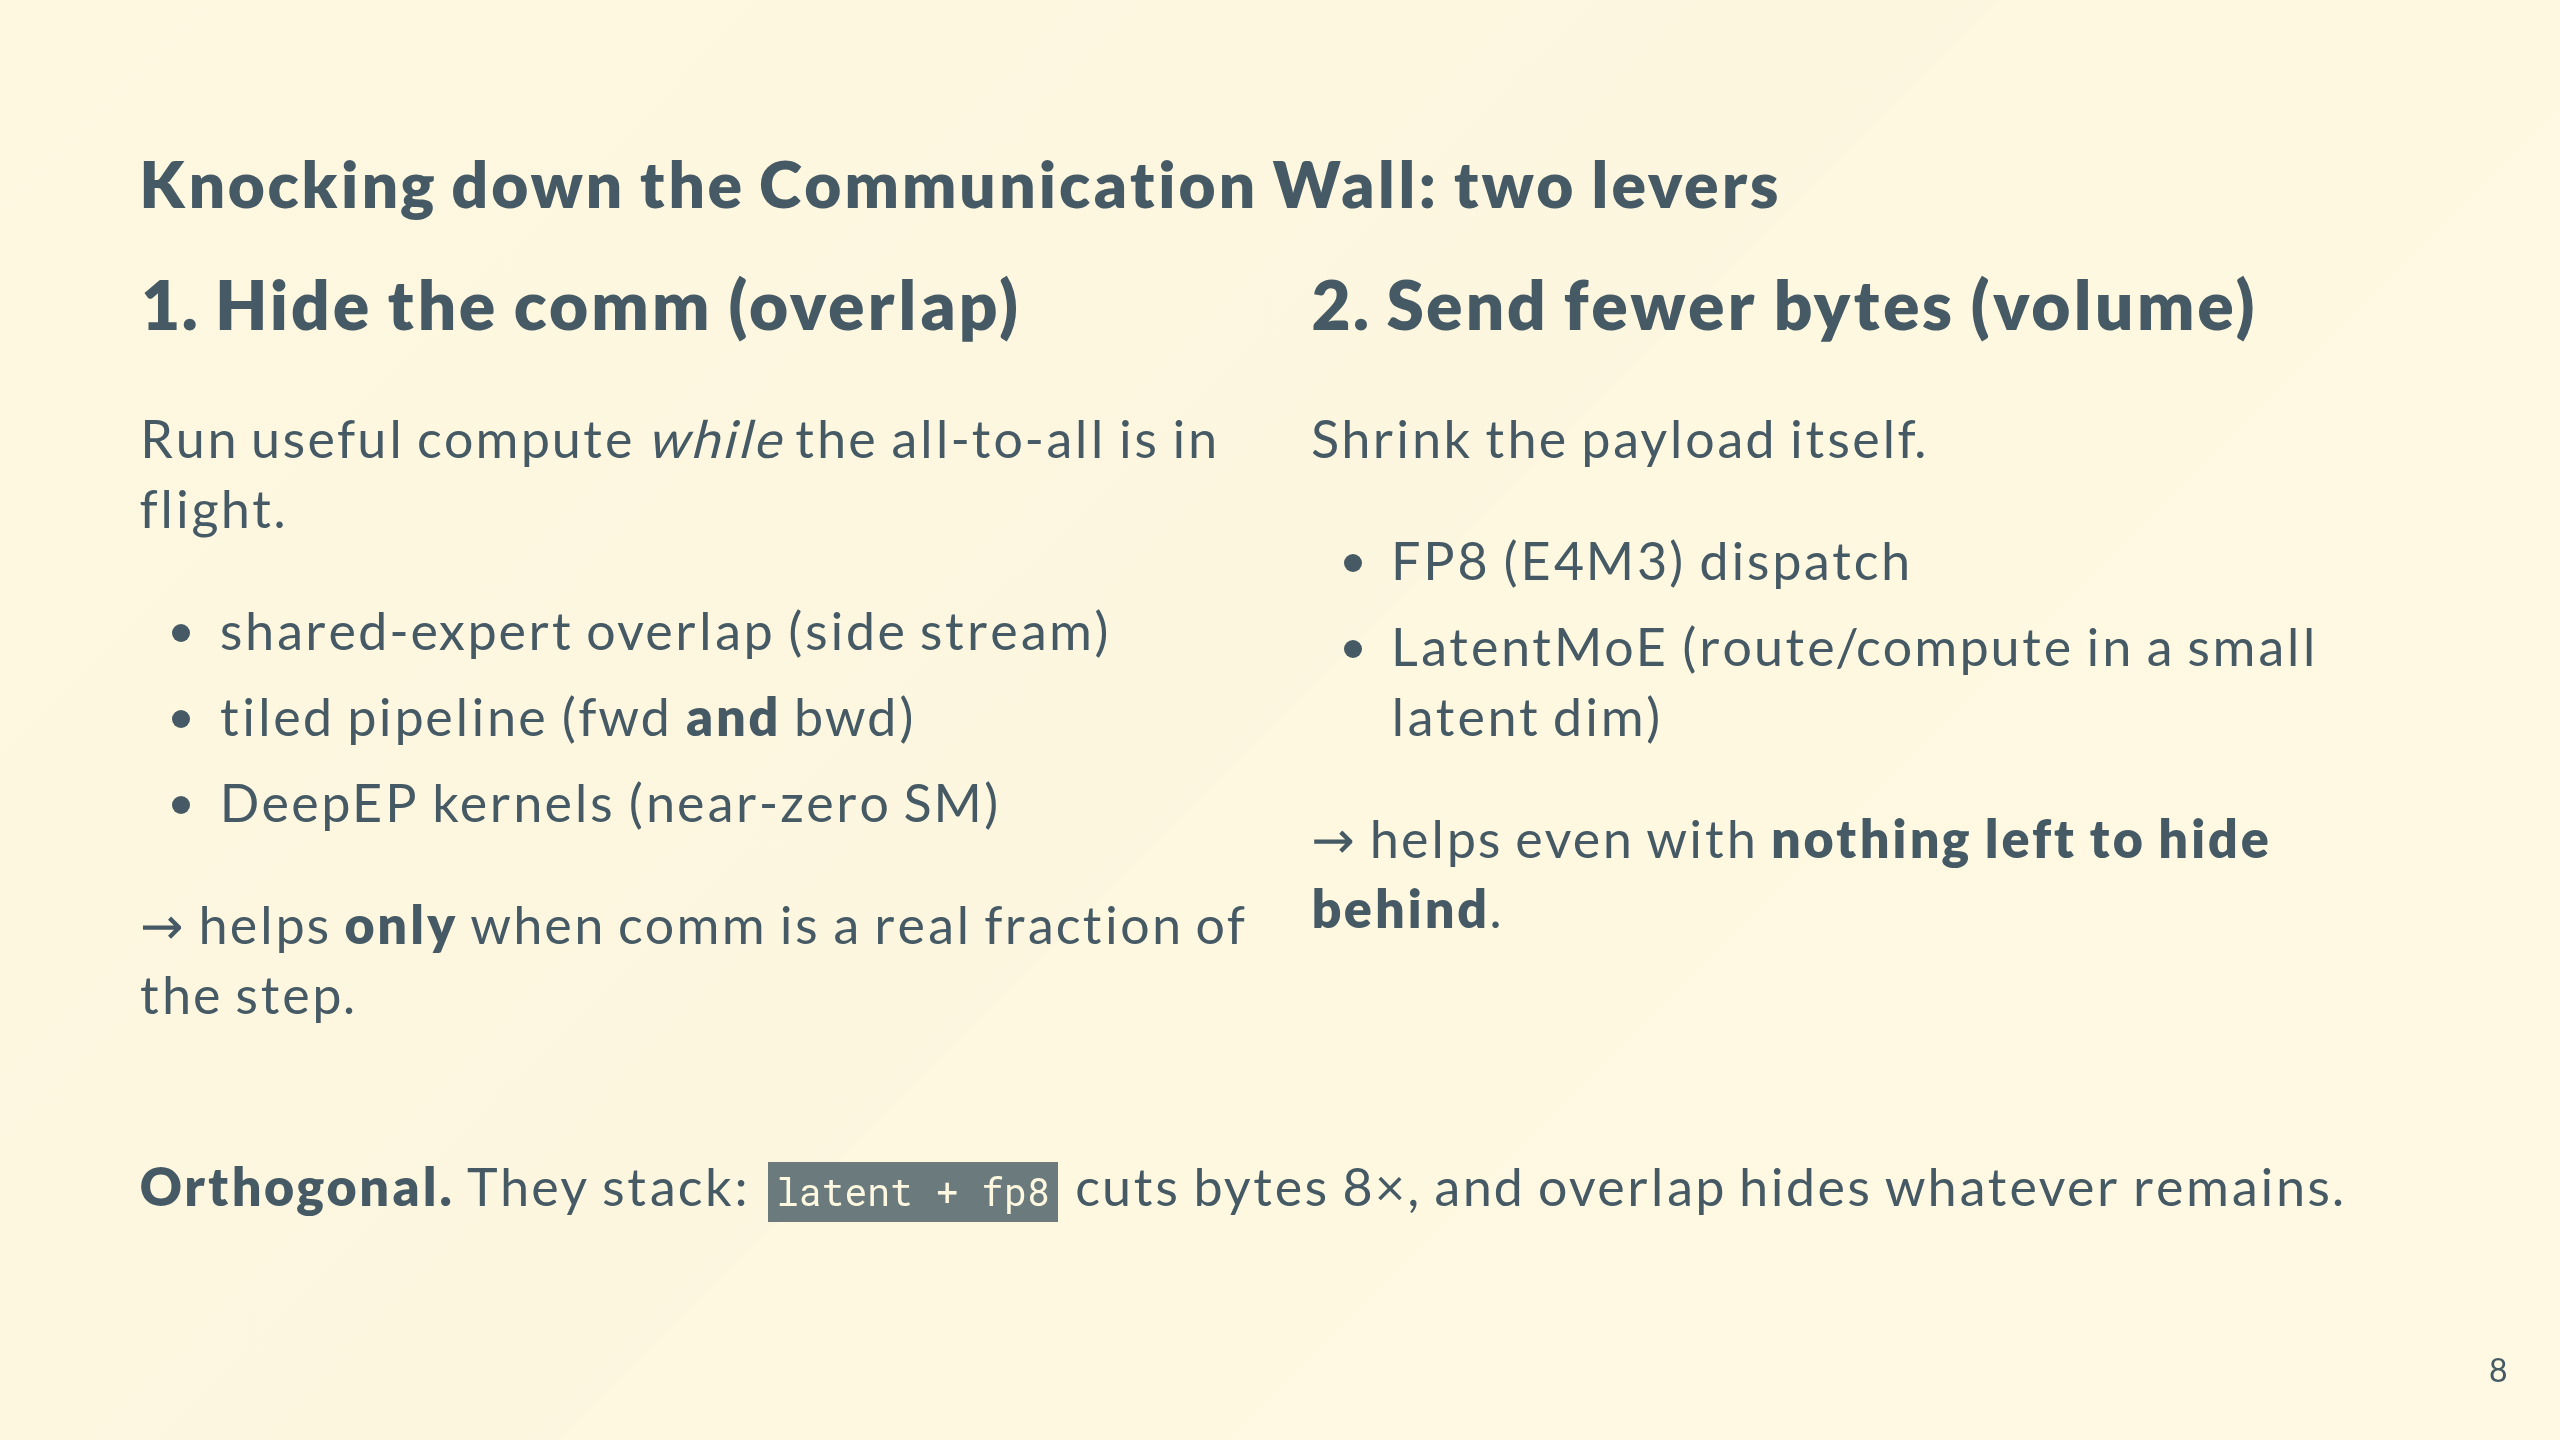 Knocking down the Communication Wall: two levers
1. Hide the comm (overlap)
Run useful compute while the all-to-all is in
flight.
• shared-expert overlap (side stream)
• tiled pipeline (fwd and bwd)
• DeepEP kernels (near-zero SM)
→ helps only when comm is a real fraction of
the step.
2. Send fewer bytes (volume)
Shrink the payload itself.
• FP8 (E4M3) dispatch
• LatentMoE (route/compute in a small
latent dim)
→ helps even with nothing left to hide
behind.
Orthogonal. They stack: latent + fp8 cuts bytes 8×, and overlap hides whatever remains.
8